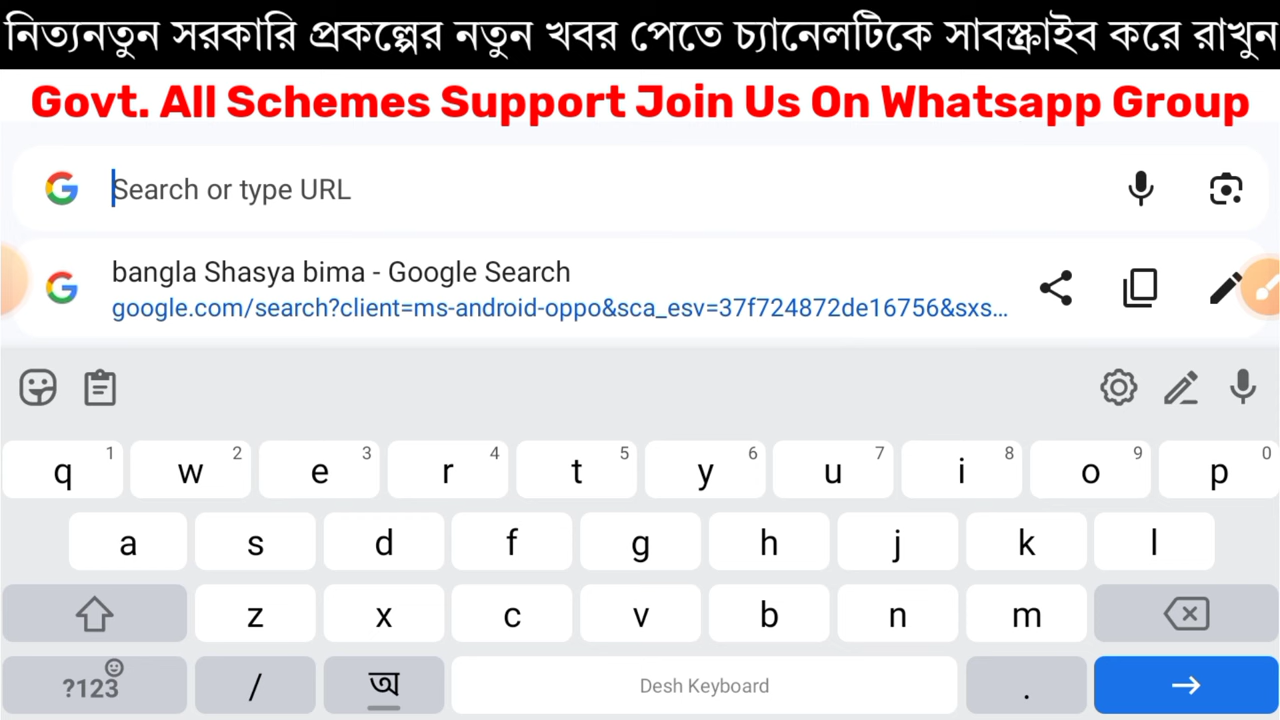 নিত্যনতুন সরকারি প্রকল্পের নতুন খবর পেতে চ্যানেলটিকে সাবস্ক্রাইব করে রাখুন
Govt. All Schemes Support Join Us On Whatsapp Group
Search or type URL
bangla Shasya bima - Google Search
google.com/search?client=ms-android-oppo&sca_esv=37f724872de16756&sxs...
q 1 w 2 e 3 r 4 t 5 y 6 u 7 i 8 o 9 p 0
a s d f g h j k l
z x c v b n m
?123 / অ Desh Keyboard .